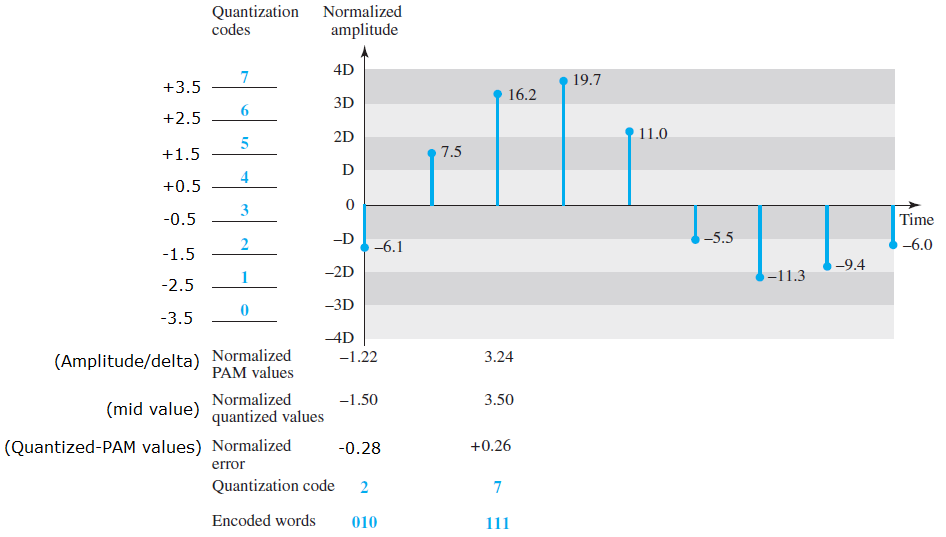 Quantization codes
Normalized amplitude
+3.5 7
+2.5 6
+1.5 5
+0.5 4
-0.5 3
-1.5 2
-2.5 1
-3.5 0
4D
3D
2D
D
0
–D
–2D
–3D
–4D
–6.1
7.5
16.2
19.7
11.0
–5.5
–11.3
–9.4
–6.0
Time
(Amplitude/delta) Normalized PAM values –1.22 3.24
(mid value) Normalized quantized values –1.50 3.50
(Quantized-PAM values) Normalized error -0.28 +0.26
Quantization code 2 7
Encoded words 010 111